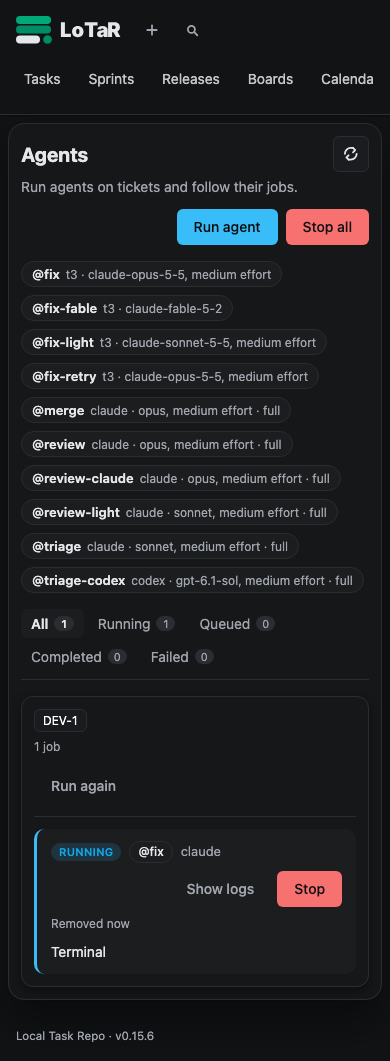 LoTaR
Tasks Sprints Releases Boards Calenda
Agents
Run agents on tickets and follow their jobs.
Run agent Stop all
@fix t3 · claude-opus-5-5, medium effort
@fix-fable t3 · claude-fable-5-2
@fix-light t3 · claude-sonnet-5-5, medium effort
@fix-retry t3 · claude-opus-5-5, medium effort
@merge claude · opus, medium effort · full
@review claude · opus, medium effort · full
@review-claude claude · opus, medium effort · full
@review-light claude · sonnet, medium effort · full
@triage claude · sonnet, medium effort · full
@triage-codex codex · gpt-6.1-sol, medium effort · full
All 1 Running 1 Queued 0
Completed 0 Failed 0
DEV-1
1 job
Run again
RUNNING @fix claude
Show logs Stop
Removed now
Terminal
Local Task Repo · v0.15.6